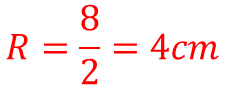 R = 8/2 = 4cm